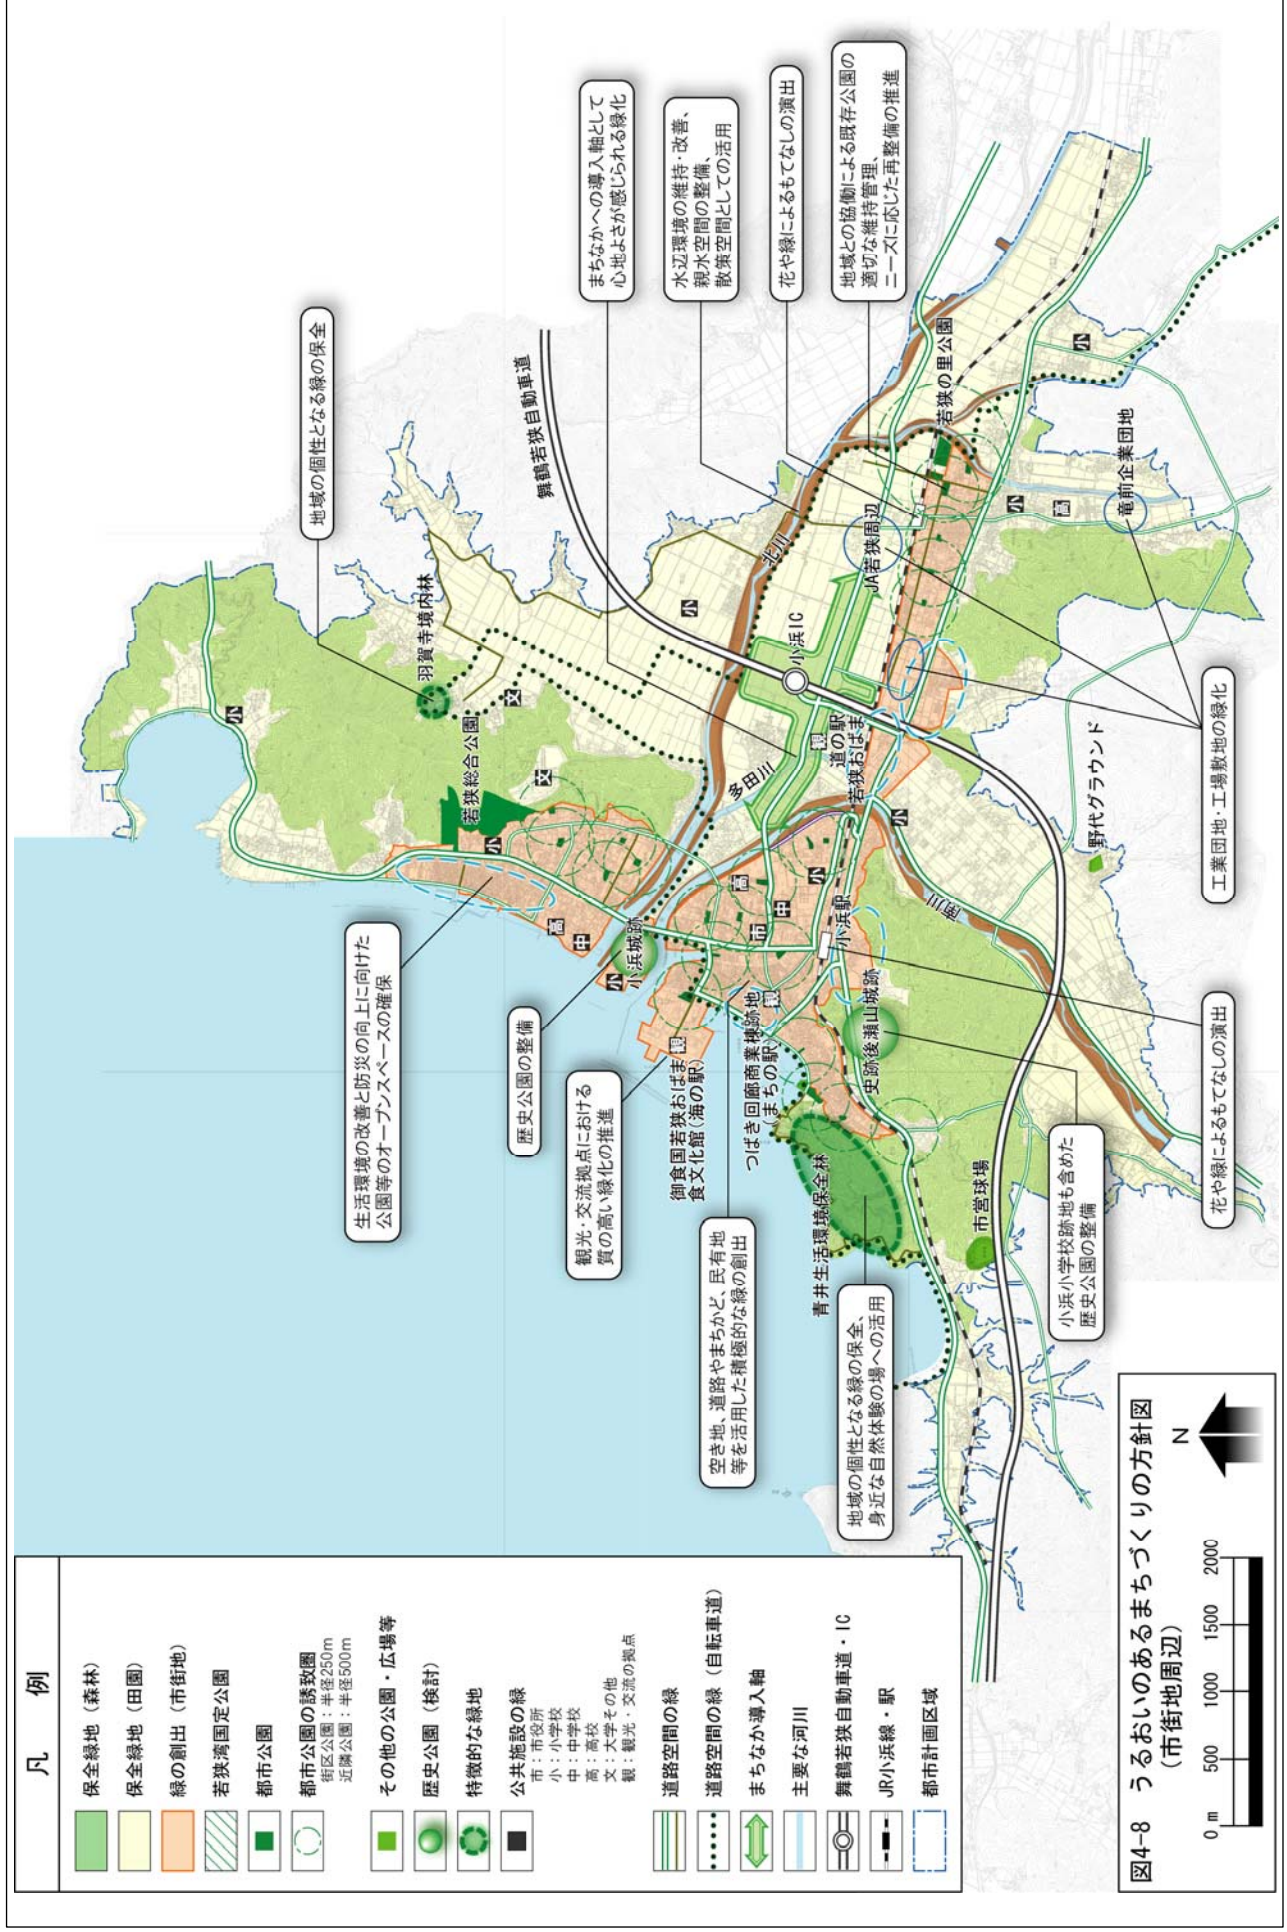 凡　例
保全緑地（森林）
保全緑地（田園）
緑の創出（市街地）
若狭湾国定公園
都市公園
都市公園の誘致圏
街区公園：半径250m
近隣公園：半径500m
その他の公園・広場等
歴史公園（検討）
特徴的な緑地
公共施設の緑
市：市役所
小：小学校
中：中学校
高：高校
文：大学その他
観：観光・交流の拠点
道路空間の緑
道路空間の緑（自転車道）
まちなか導入軸
主要な河川
舞鶴若狭自動車道・IC
JR小浜線・駅
都市計画区域
図4-8　うるおいのあるまちづくりの方針図
（市街地周辺）
N
0 m
500
1000
1500
2000
地域の個性となる緑の保全
まちなかへの導入軸として
心地よさが感じられる緑化
水辺環境の維持・改善、
親水空間の整備、
散策空間としての活用
花や緑によるもてなしの演出
地域との協働による既存公園の
適切な維持管理、
ニーズに応じた再整備の推進
生活環境の改善と防災の向上に向けた
公園等のオープンスペースの確保
歴史公園の整備
観光・交流拠点における
質の高い緑化の推進
空き地、道路やまちかど、民有地
等を活用した積極的な緑の創出
地域の個性となる緑の保全、
身近な自然体験の場への活用
小浜小学校跡地も含めた
歴史公園の整備
花や緑によるもてなしの演出
工業団地・工場敷地の緑化
舞鶴若狭自動車道
羽賀寺境内林
若狭総合公園
小浜城跡
御食国若狭おばま
食文化館（海の駅）
つばき回廊商業棟跡地
（まちの駅）
青井生活環境保全林
史跡後瀬山城跡
小浜駅
市営球場
野代グラウンド
南川
多田川
北川
小浜IC
道の駅
若狭おばま
JA若狭周辺
若狭の里公園
竜前企業団地
小
小
文
文
小
高
中
小
市
高
中
小
小
観
観
観
小
高
小